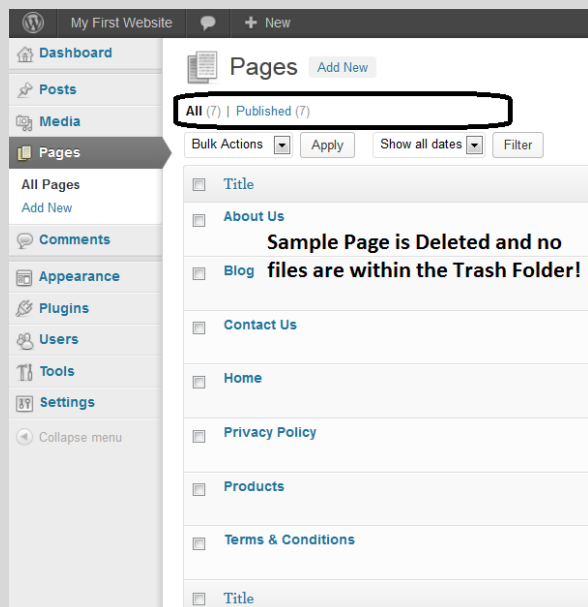 My First Website + New
Dashboard
Posts
Media
Pages
All Pages
Add New
Comments
Appearance
Plugins
Users
Tools
Settings
Collapse menu
Pages Add New
All (7) | Published (7)
Bulk Actions Apply Show all dates Filter
Title
About Us
Sample Page is Deleted and no
files are within the Trash Folder!
Blog
Contact Us
Home
Privacy Policy
Products
Terms & Conditions
Title